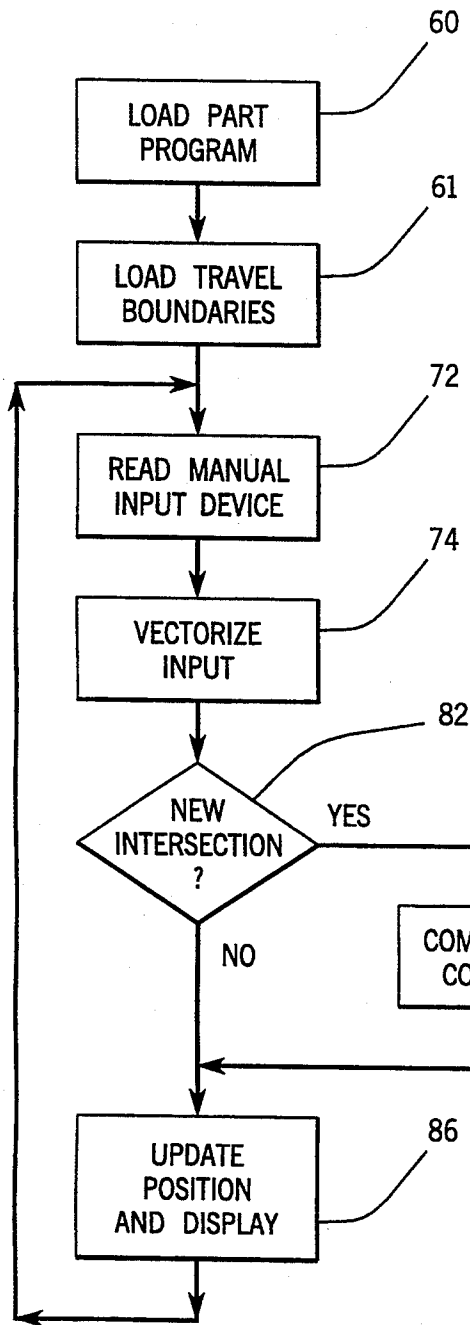 60
LOAD PART
PROGRAM
61
LOAD TRAVEL
BOUNDARIES
72
READ MANUAL
INPUT DEVICE
74
VECTORIZE
INPUT
82
NEW
INTERSECTION
?
YES
NO
86
UPDATE
POSITION
AND DISPLAY